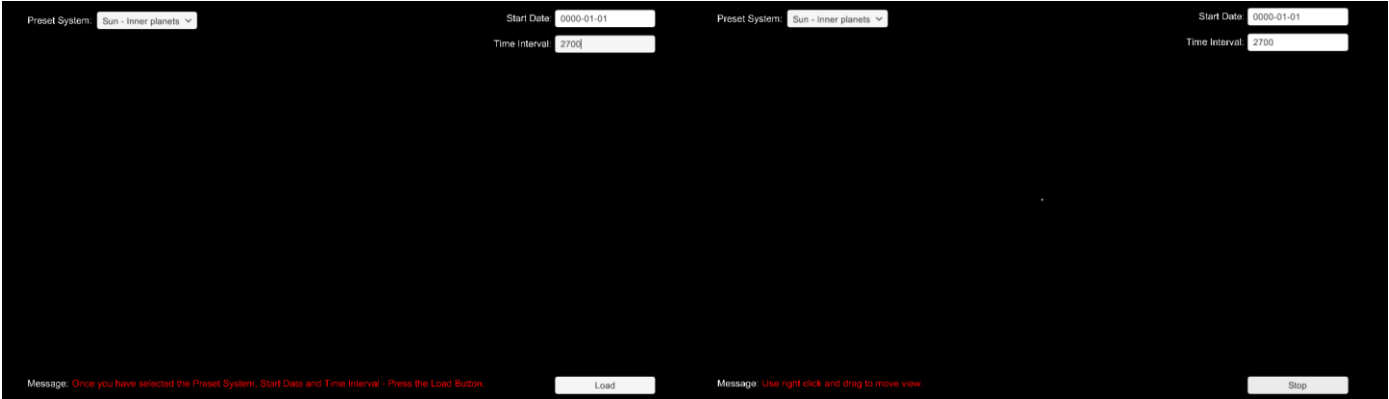 Preset System: Sun - Inner planets
Start Date: 0000-01-01
Time Interval: 2700
Message: Once you have selected the Preset System, Start Date and Time Interval - Press the Load Button.
Load
Preset System: Sun - Inner planets
Start Date: 0000-01-01
Time Interval: 2700
Message: Use right click and drag to move view.
Stop